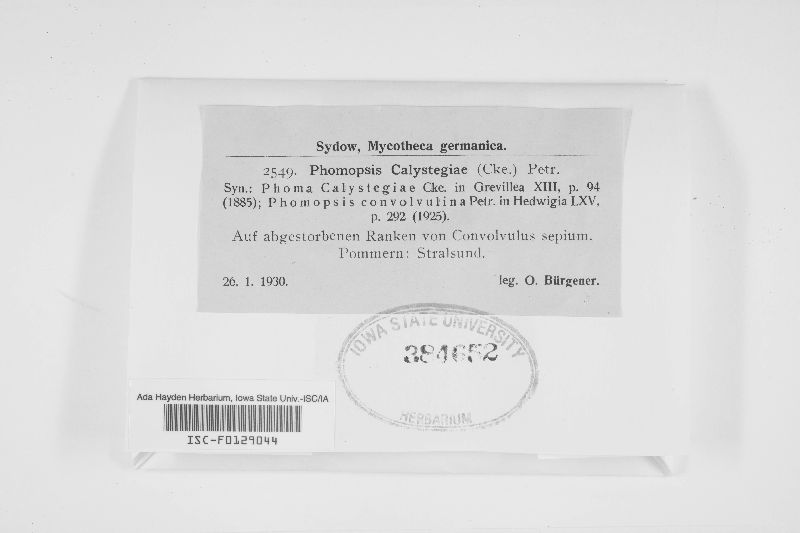 Sydow, Mycotheca germanica.
2549. Phomopsis Calystegiae (Cke.) Petr.
Syn.: Phoma Calystegiae Cke. in Grevillea XIII, p. 94
(1885); Phomopsis convolvulina Petr. in Hedwigia LXV,
p. 292 (1925).
Auf abgestorbenen Ranken von Convolvulus sepium.
Pommern: Stralsund.
26. 1. 1930. leg. O. Bürgener.
IOWA STATE UNIVERSITY
384652
HERBARIUM
Ada Hayden Herbarium, Iowa State Univ.-ISC/IA
ISC-F0129044